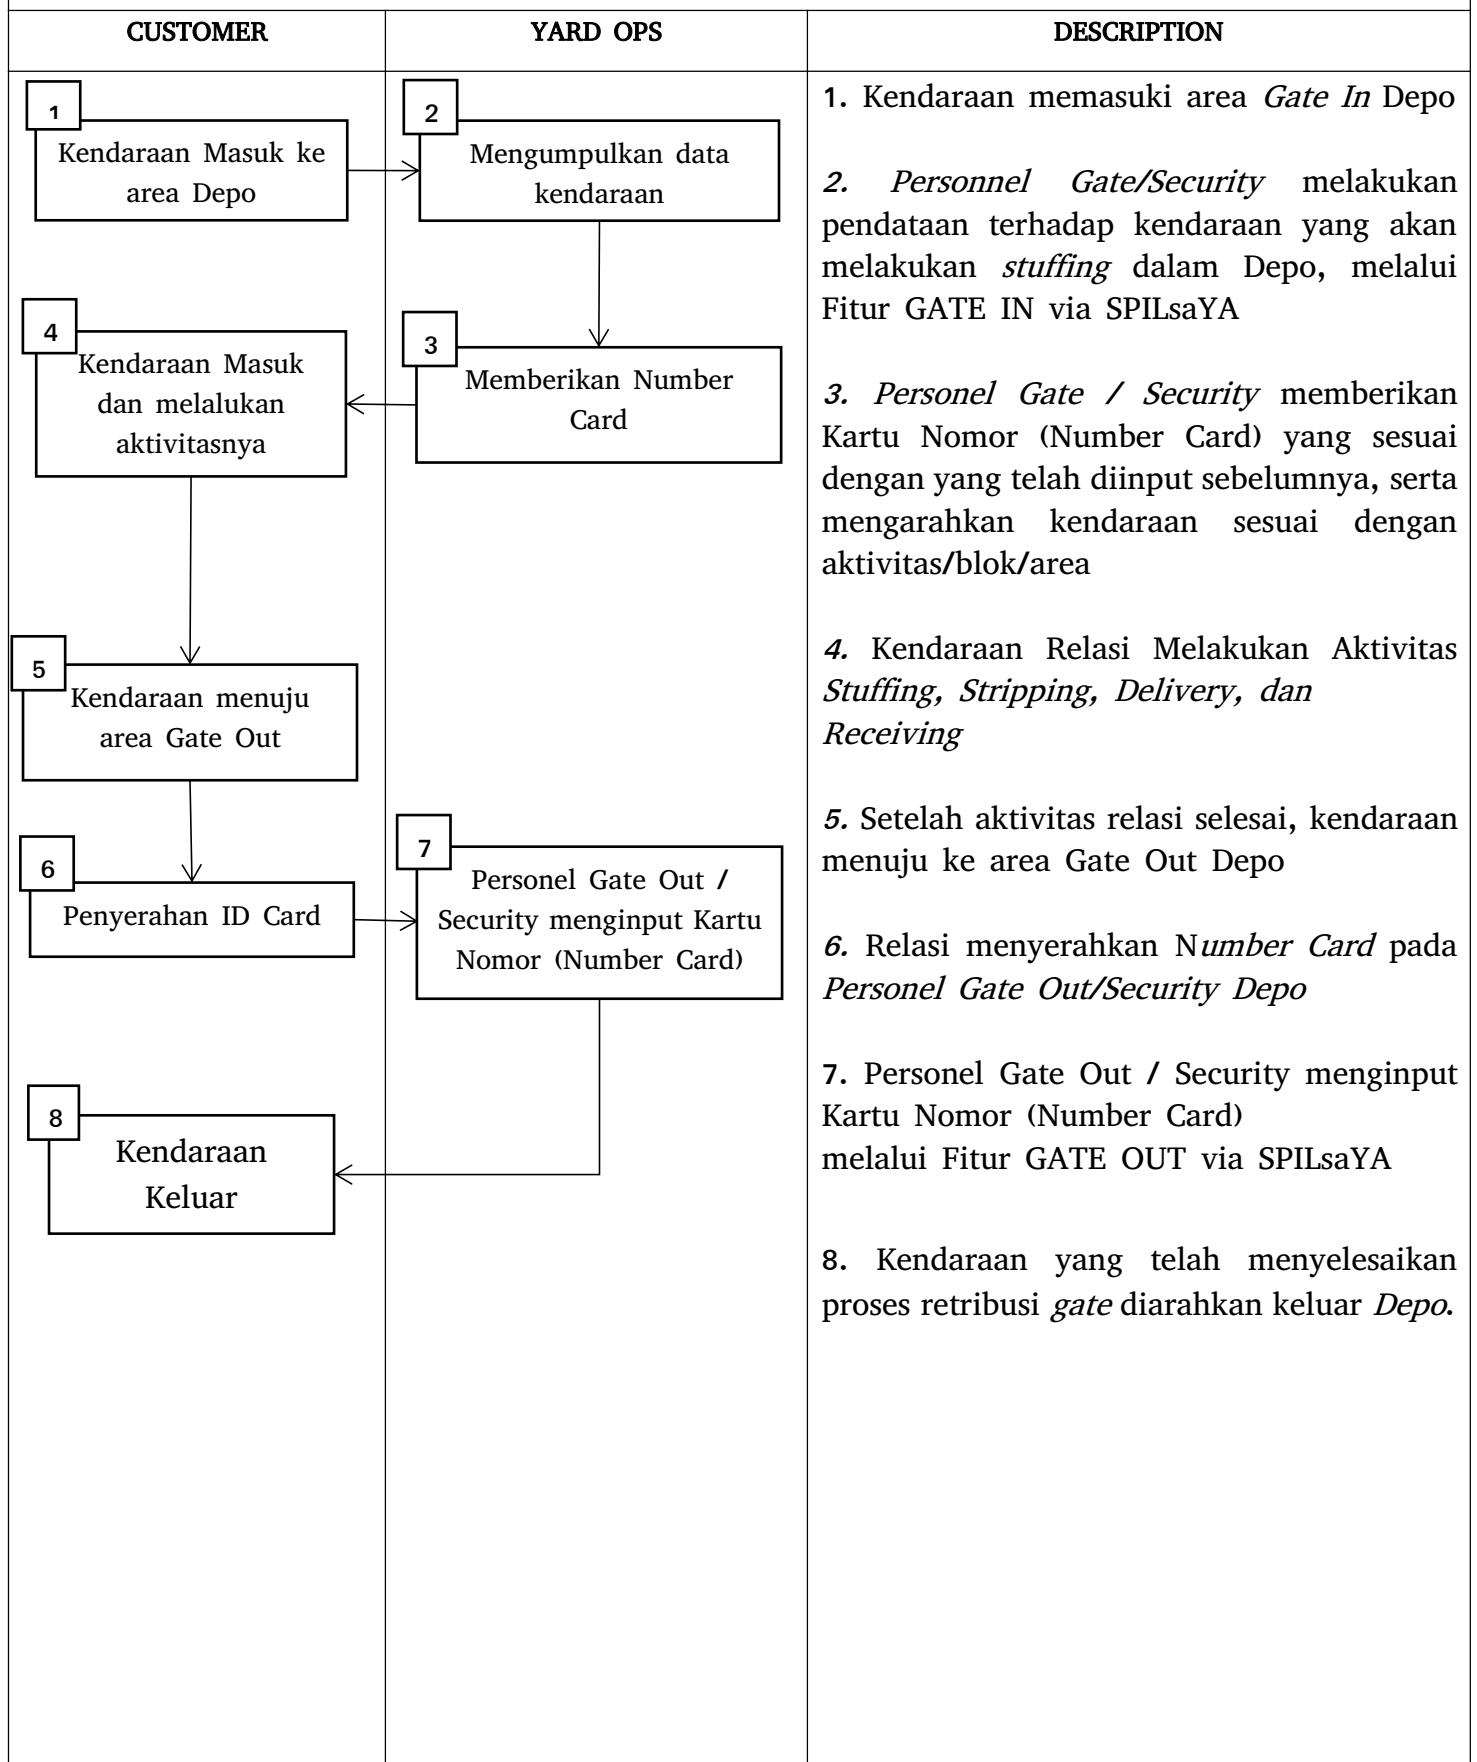 CUSTOMER
YARD OPS
DESCRIPTION
1
Kendaraan Masuk ke
area Depo
2
Mengumpulkan data
kendaraan
3
Memberikan Number
Card
4
Kendaraan Masuk
dan melalukan
aktivitasnya
5
Kendaraan menuju
area Gate Out
6
Penyerahan ID Card
7
Personel Gate Out /
Security menginput Kartu
Nomor (Number Card)
8
Kendaraan
Keluar
1. Kendaraan memasuki area Gate In Depo
2. Personnel Gate/Security melakukan
pendataan terhadap kendaraan yang akan
melakukan stuffing dalam Depo, melalui
Fitur GATE IN via SPILsaYA
3. Personel Gate / Security memberikan
Kartu Nomor (Number Card) yang sesuai
dengan yang telah diinput sebelumnya, serta
mengarahkan kendaraan sesuai dengan
aktivitas/blok/area
4. Kendaraan Relasi Melakukan Aktivitas
Stuffing, Stripping, Delivery, dan
Receiving
5. Setelah aktivitas relasi selesai, kendaraan
menuju ke area Gate Out Depo
6. Relasi menyerahkan Number Card pada
Personel Gate Out/Security Depo
7. Personel Gate Out / Security menginput
Kartu Nomor (Number Card)
melalui Fitur GATE OUT via SPILsaYA
8. Kendaraan yang telah menyelesaikan
proses retribusi gate diarahkan keluar Depo.